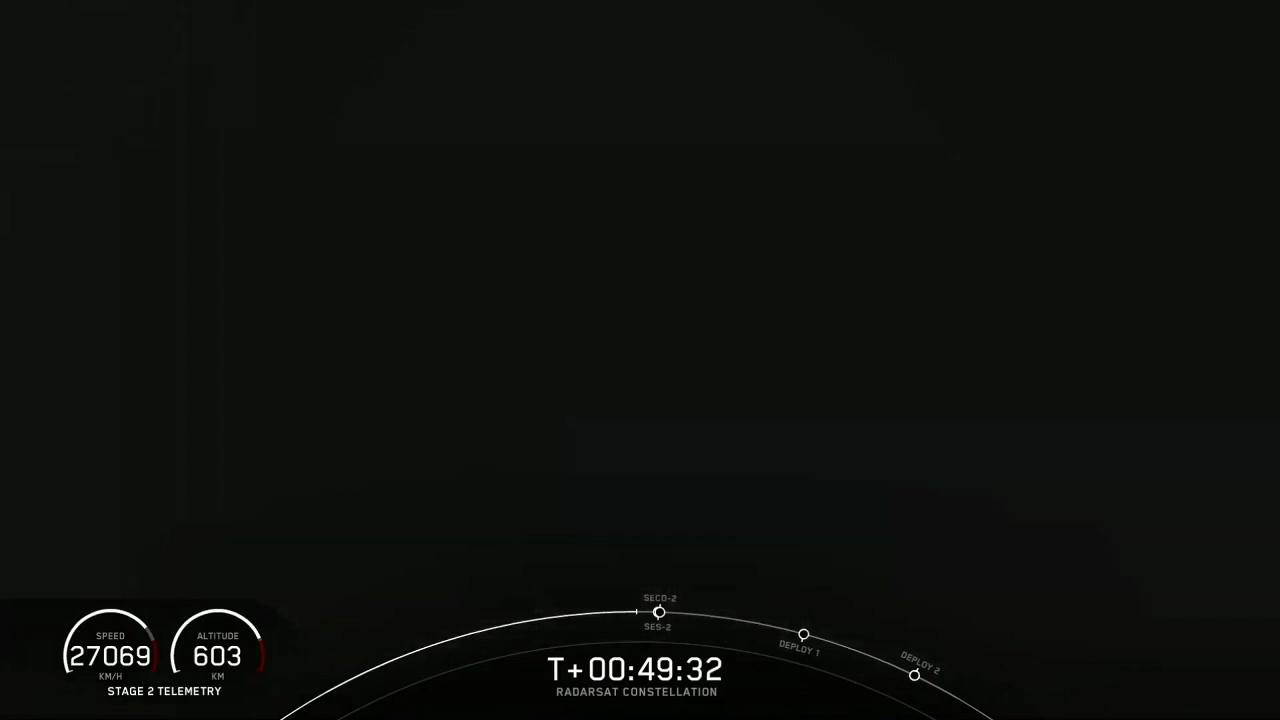 SECO-2
SES-2
DEPLOY 1
DEPLOY 2
SPEED
27069
KM/H
ALTITUDE
603
KM
STAGE 2 TELEMETRY
T+00:49:32
RADARSAT CONSTELLATION